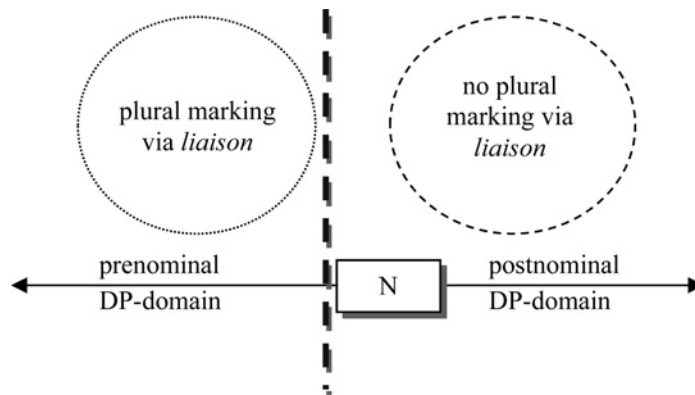 plural marking
via liaison
no plural
marking via
liaison
prenominal
DP-domain
N
postnominal
DP-domain